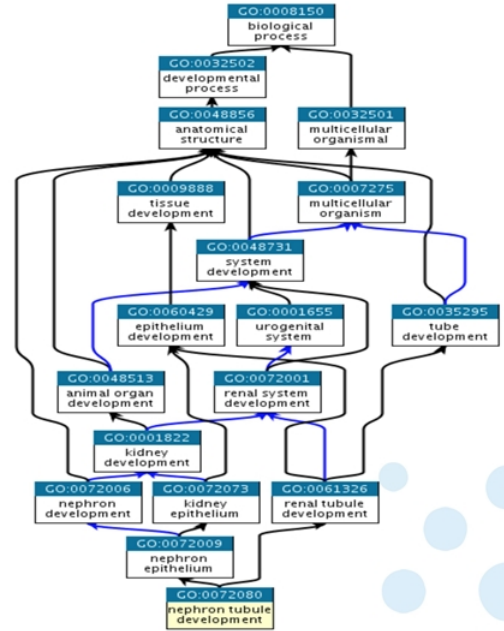 GO:0008150
biological
process
GO:0032502
developmental
process
GO:0048856
anatomical
structure
GO:0032501
multicellular
organismal
GO:0009888
tissue
development
GO:0007275
multicellular
organism
GO:0048731
system
development
GO:0060429
epithelium
development
GO:0001655
urogenital
system
GO:0035295
tube
development
GO:0048513
animal organ
development
GO:0072001
renal system
development
GO:0001822
kidney
development
GO:0072006
nephron
development
GO:0072073
kidney
epithelium
GO:0061326
renal tubule
development
GO:0072009
nephron
epithelium
GO:0072080
nephron tubule
development